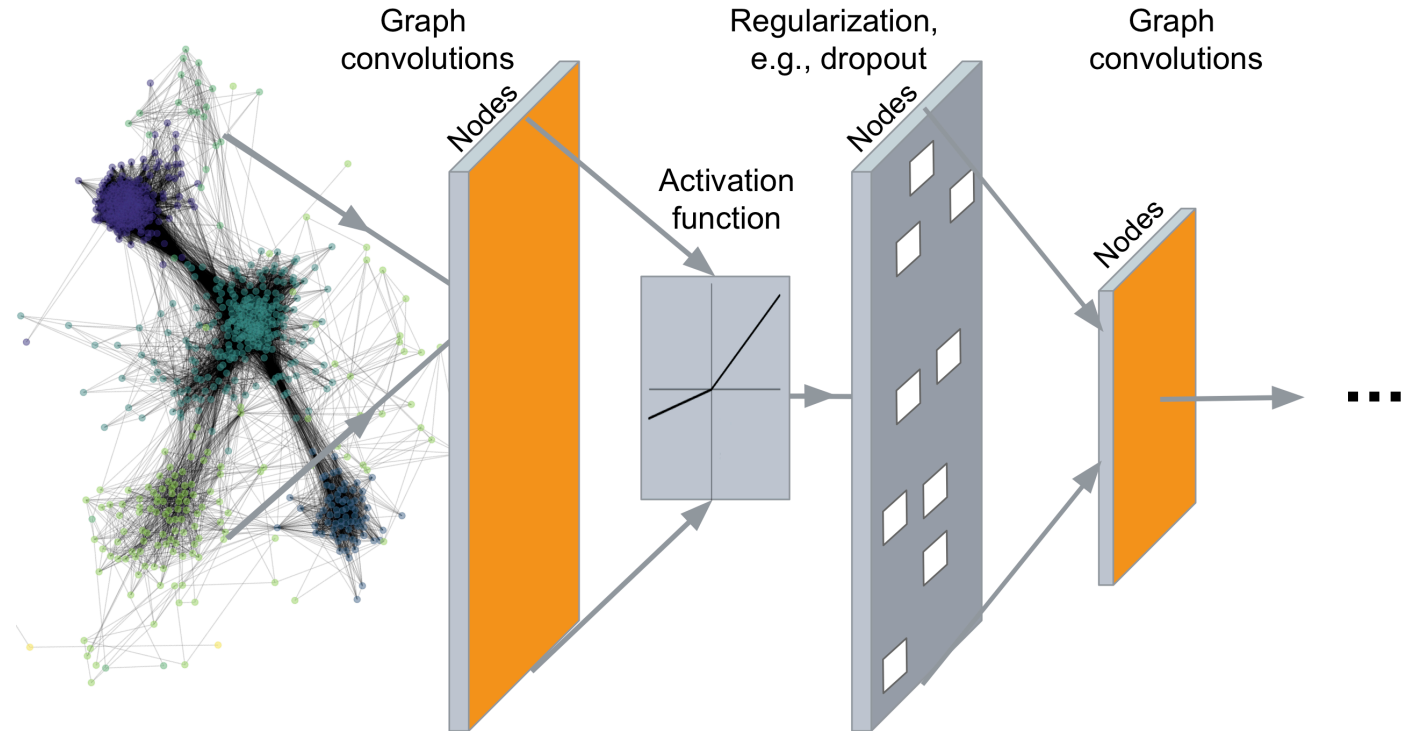 Graph
convolutions
Regularization,
e.g., dropout
Graph
convolutions
Nodes
Nodes
Activation
function
Nodes
...